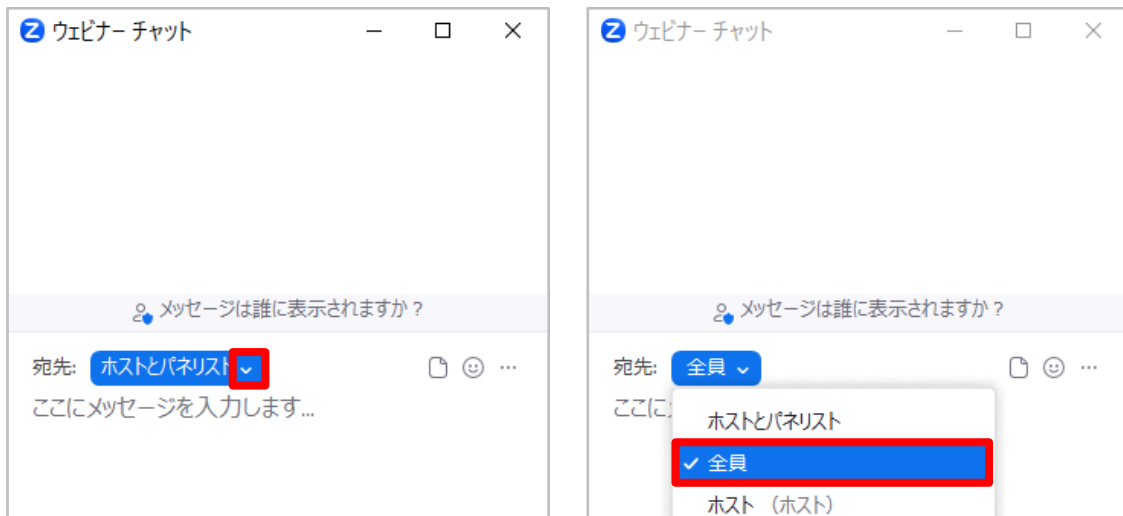 ウェビナー チャット
メッセージは誰に表示されますか？
宛先: ホストとパネリスト
ここにメッセージを入力します...
ウェビナー チャット
メッセージは誰に表示されますか？
宛先: 全員
ここに
ホストとパネリスト
全員
ホスト （ホスト）